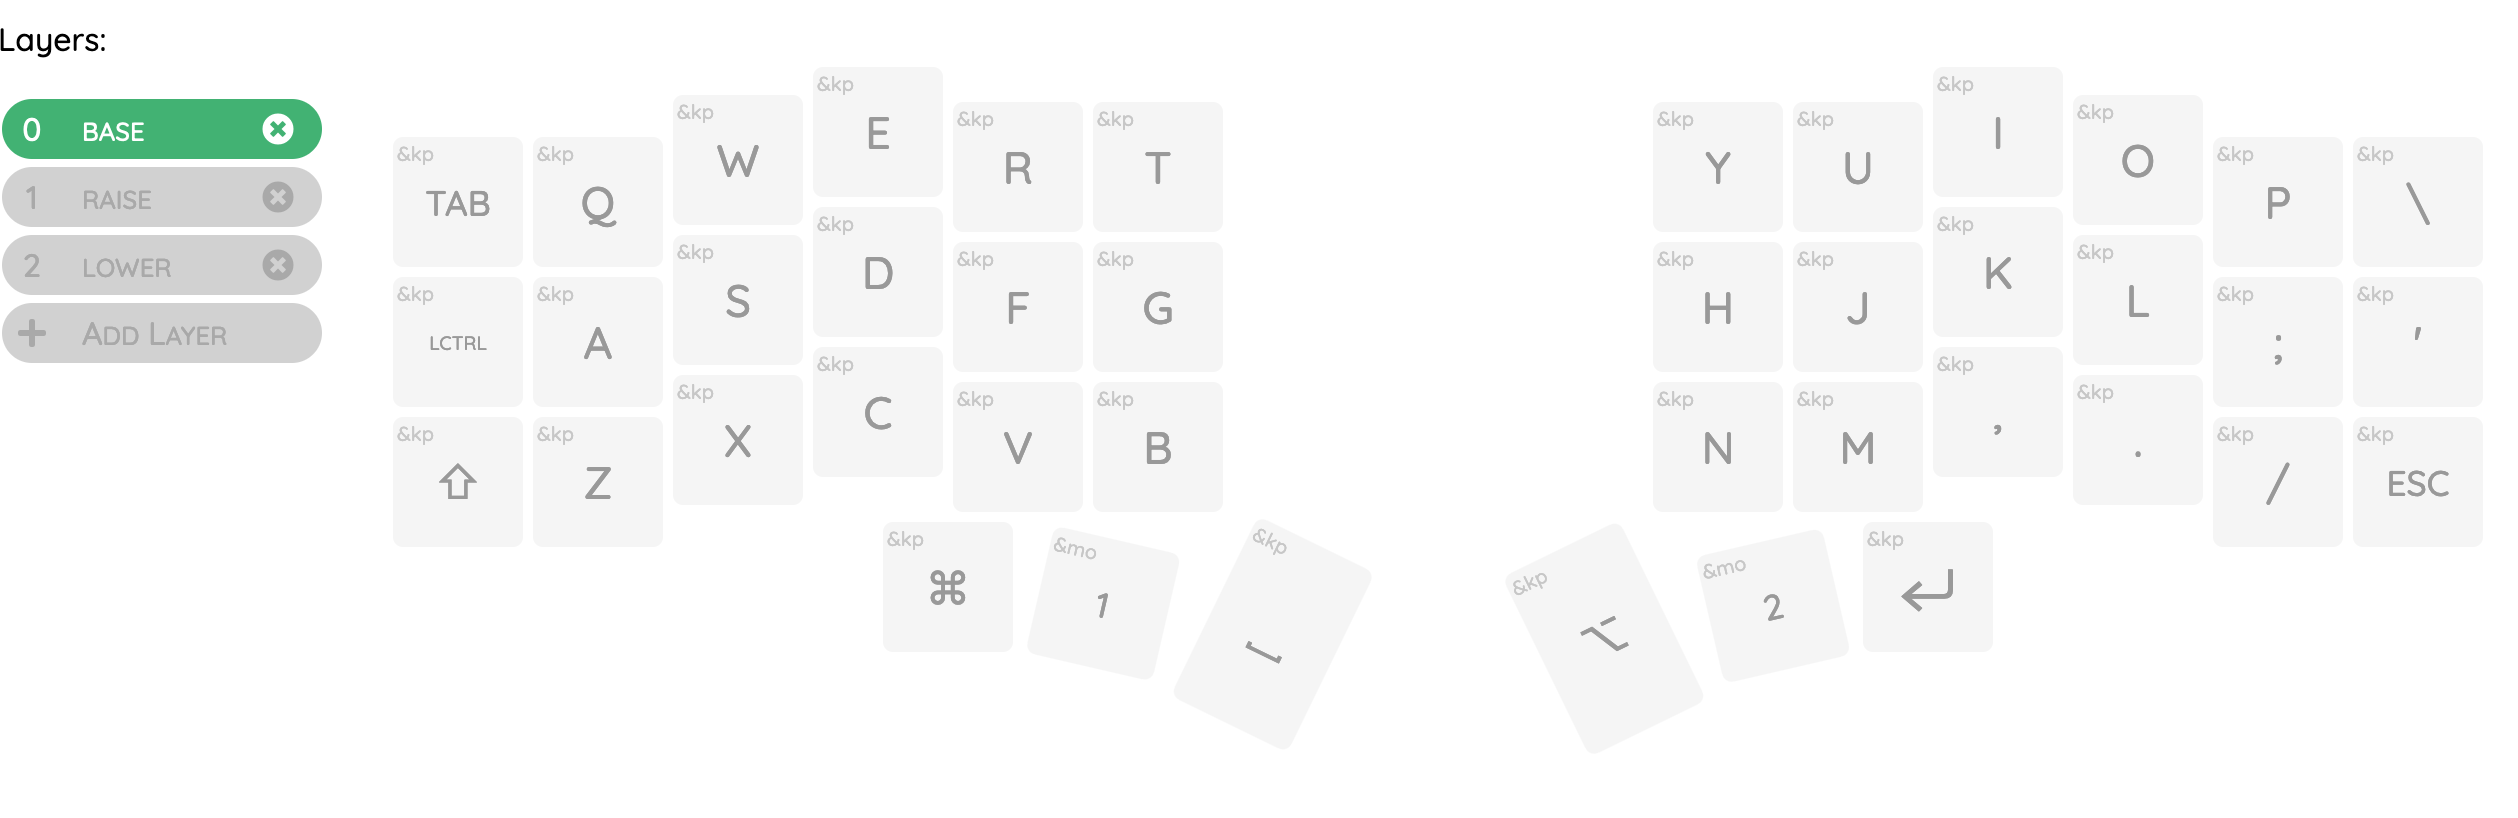 Layers:
0 BASE
1 RAISE
2 LOWER
+ ADD LAYER
&kp &kp &kp &kp &kp &kp &kp &kp &kp &kp &kp &kp
TAB Q W E R T Y U I O P \
&kp &kp &kp &kp &kp &kp &kp &kp &kp &kp &kp &kp
LCTRL A S D F G H J K L ; '
&kp &kp &kp &kp &kp &kp &kp &kp &kp &kp &kp &kp
⇧ Z X C V B N M , . / ESC
&kp &mo &kp &kp &mo &kp
⌘ 1 ⎵ ⌥ 2 ↵